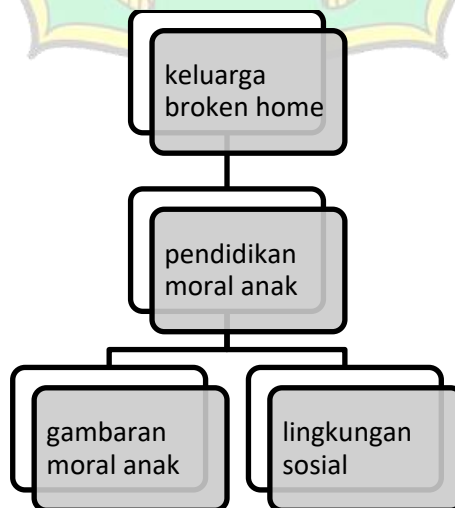 keluarga
broken home
pendidikan
moral anak
gambaran
moral anak
lingkungan
sosial